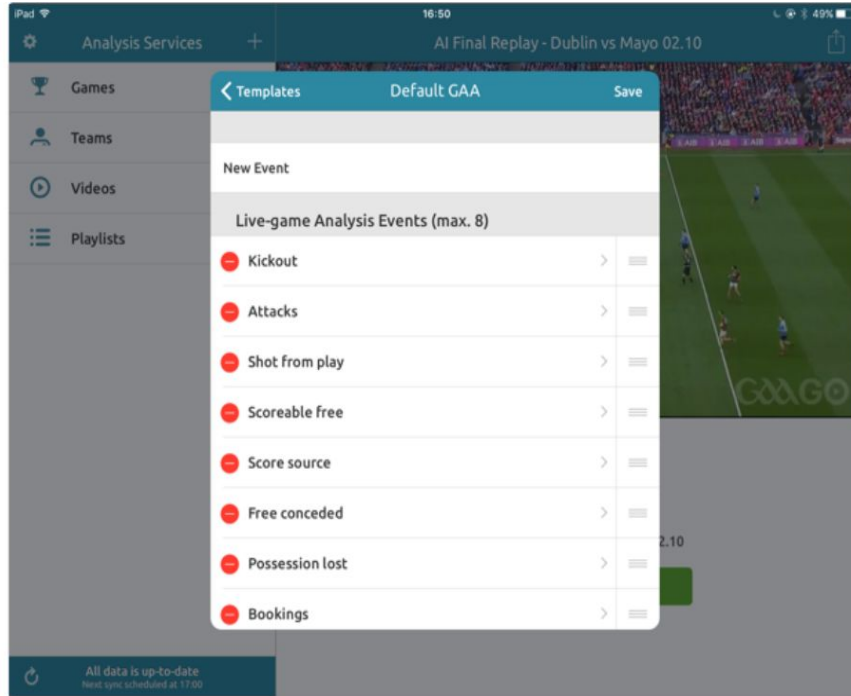 iPad 16:50 49%
Analysis Services
AI Final Replay - Dublin vs Mayo 02.10
Games
Teams
Videos
Playlists
Templates Default GAA Save
New Event
Live-game Analysis Events (max. 8)
Kickout
Attacks
Shot from play
Scoreable free
Score source
Free conceded
Possession lost
Bookings
AIB AIB AIB
GAAGO
2.10
All data is up-to-date
Next sync scheduled at 17:00